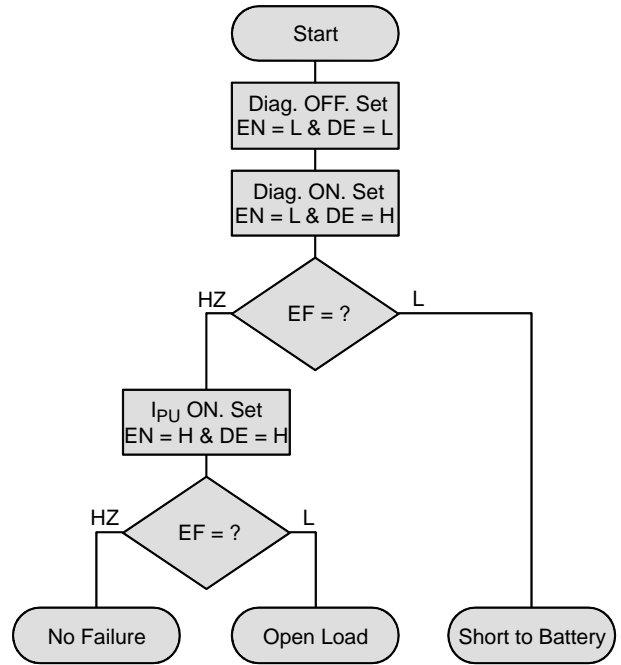 Start
Diag. OFF. Set
EN = L & DE = L
Diag. ON. Set
EN = L & DE = H
HZ
L
EF = ?
I_PU ON. Set
EN = H & DE = H
HZ
L
EF = ?
No Failure
Open Load
Short to Battery